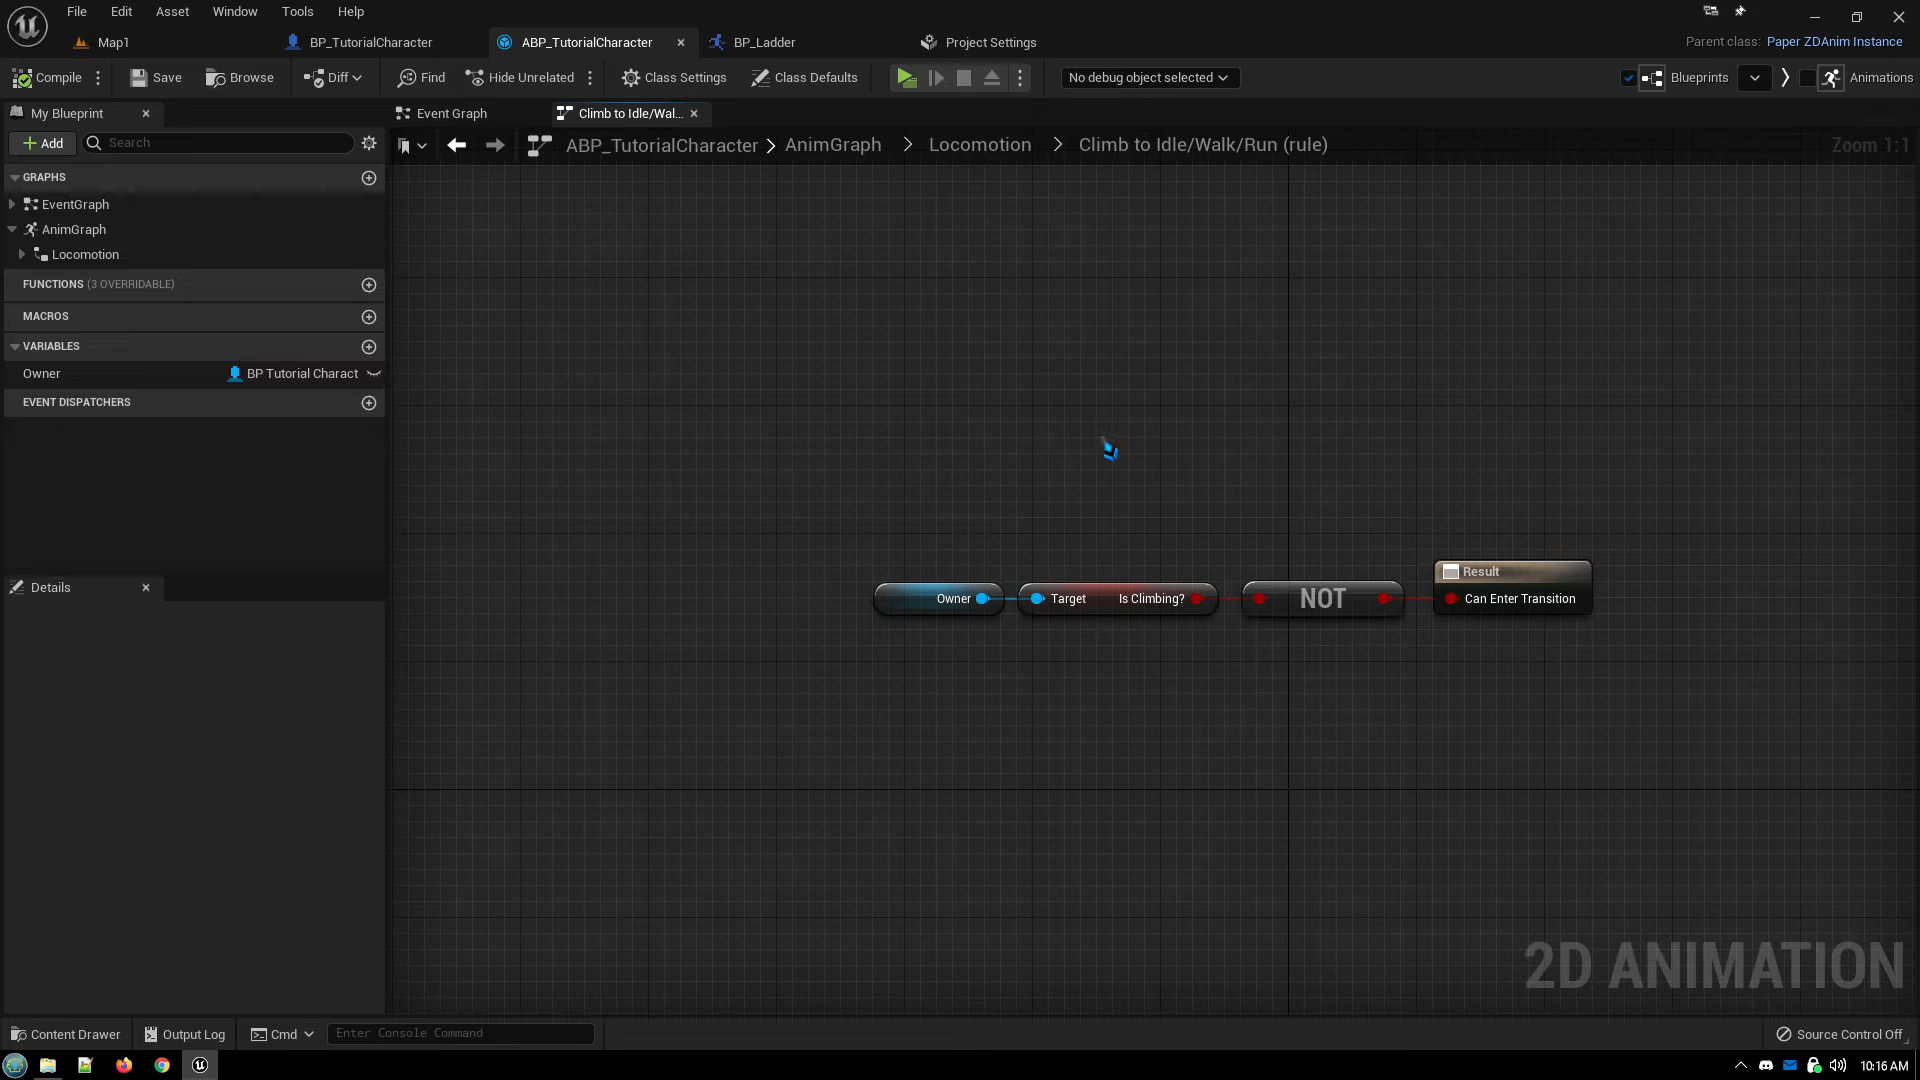 File Edit Asset Window Tools Help
Map1 BP_TutorialCharacter ABP_TutorialCharacter BP_Ladder Project Settings
Parent class: Paper ZDAnim Instance
Compile Save Browse Diff Find Hide Unrelated Class Settings Class Defaults No debug object selected Blueprints Animations
My Blueprint
Event Graph Climb to Idle/Wal...
Add Search
ABP_TutorialCharacter > AnimGraph > Locomotion > Climb to Idle/Walk/Run (rule)
Zoom 1:1
GRAPHS
EventGraph
AnimGraph
Locomotion
FUNCTIONS (3 OVERRIDABLE)
MACROS
VARIABLES
Owner BP Tutorial Charact
EVENT DISPATCHERS
Details
Result
Owner Target Is Climbing? NOT Can Enter Transition
2D ANIMATION
Content Drawer Output Log Cmd Enter Console Command Source Control Off
10:16 AM